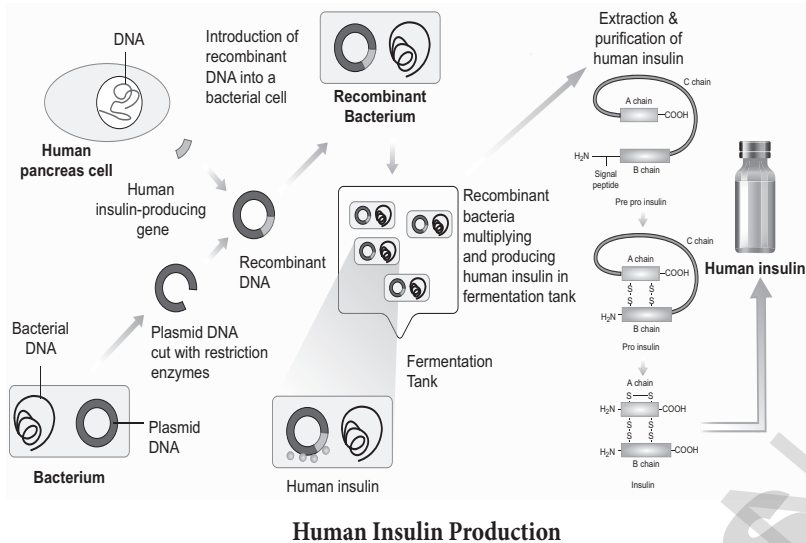 DNA
Human
pancreas cell
Introduction of
recombinant
DNA into a
bacterial cell
Recombinant
Bacterium
Human
insulin-producing
gene
Recombinant
DNA
Plasmid DNA
cut with restriction
enzymes
Bacterial
DNA
Plasmid
DNA
Bacterium
Recombinant
bacteria
multiplying
and producing
human insulin in
fermentation tank
Fermentation
Tank
Human insulin
Extraction &
purification of
human insulin
C chain
A chain
COOH
H₂N
Signal
peptide
B chain
Pre pro insulin
C chain
A chain
COOH
S S
S S
H₂N
B chain
Pro insulin
A chain
S S
H₂N COOH
S S
S S
H₂N COOH
B chain
Insulin
Human insulin
Human Insulin Production